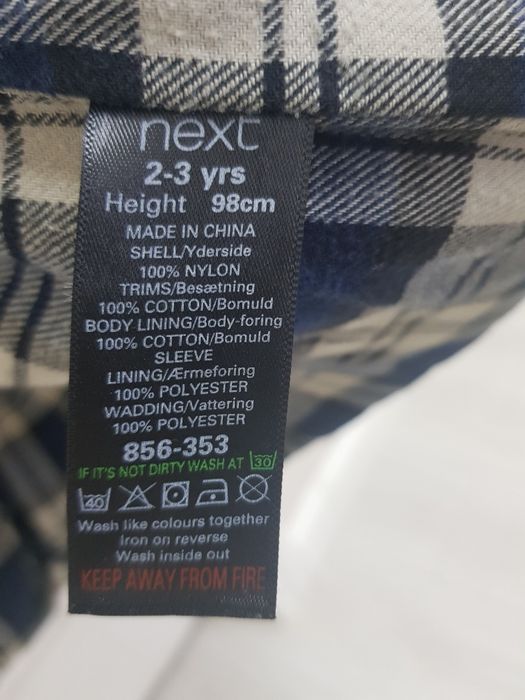 next
2-3 yrs
Height 98cm
MADE IN CHINA
SHELL/Yderside
100% NYLON
TRIMS/Besætning
100% COTTON/Bomuld
BODY LINING/Body-foring
100% COTTON/Bomuld
SLEEVE
LINING/Ærmeforing
100% POLYESTER
WADDING/Vattering
100% POLYESTER
856-353
IF IT'S NOT DIRTY WASH AT 30
40
Wash like colours together
Iron on reverse
Wash inside out
KEEP AWAY FROM FIRE